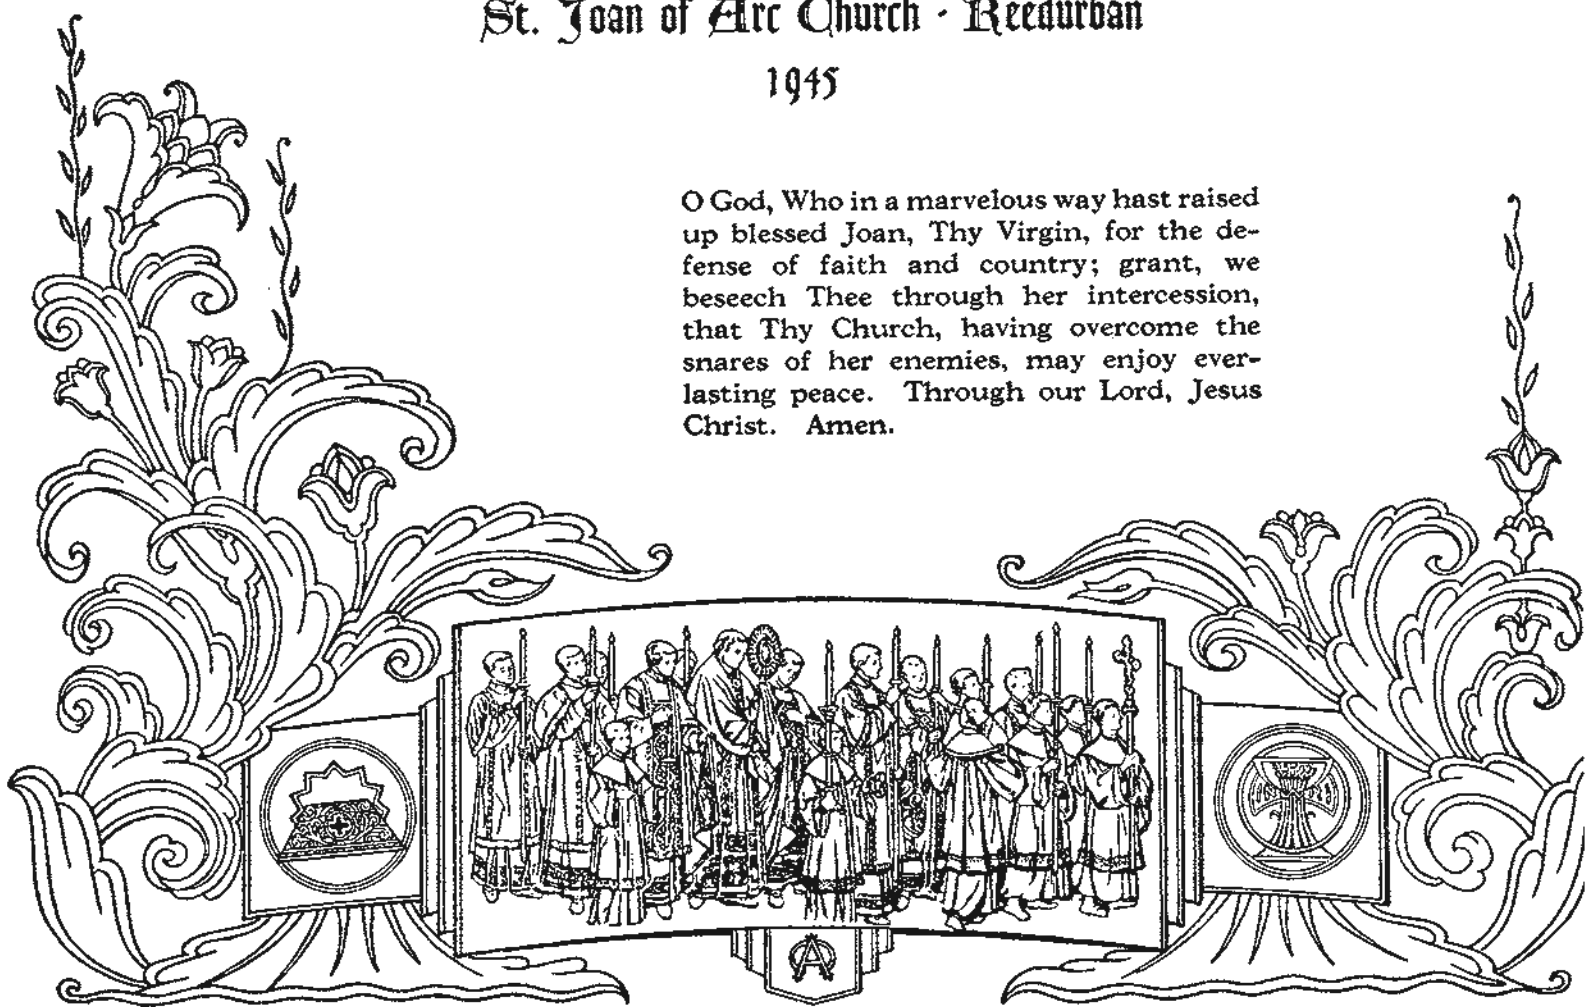 St. Joan of Arc Church · Reedurban
1945
O God, Who in a marvelous way hast raised
up blessed Joan, Thy Virgin, for the de-
fense of faith and country; grant, we
beseech Thee through her intercession,
that Thy Church, having overcome the
snares of her enemies, may enjoy ever-
lasting peace. Through our Lord, Jesus
Christ. Amen.